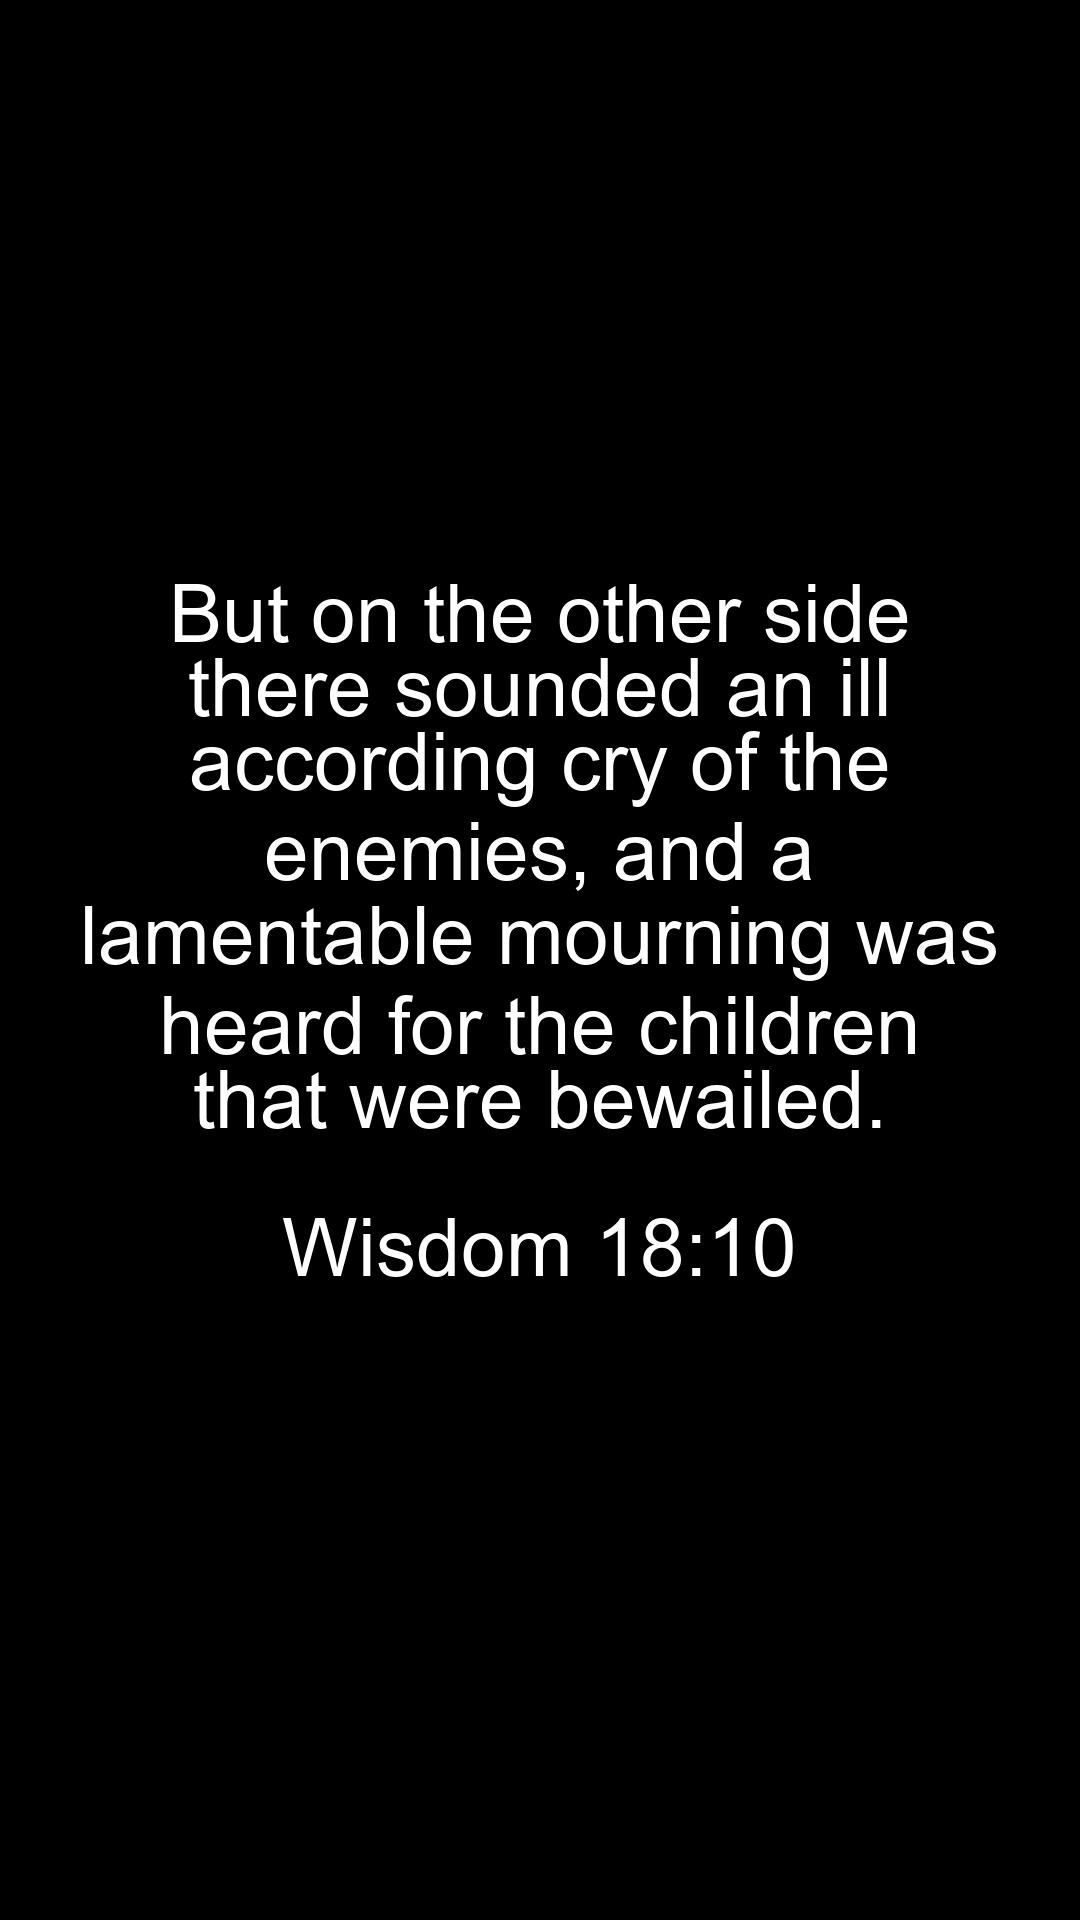 But on the other side
there sounded an ill
according cry of the
enemies, and a
lamentable mourning was
heard for the children
that were bewailed.
Wisdom 18:10